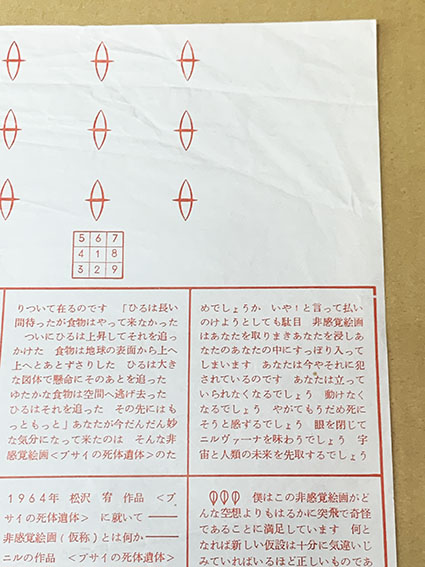 5 6 7
4 1 8
3 2 9
りついて在るのです 「ひるは長い
間待ったが食物はやって来なかった
ついにひるは上昇してそれを追っ
かけた 食物は地球の表面から上へ
上へとあとずさりした ひるは大き
な図体で懸命にそのあとを追った
ゆたかな食物は空間へ逃げ去った
ひるはそれを追った その先にはも
っともっと」あなたが今だんだん妙
な気分になって来たのは そんな非
感覚絵画<プサイの死体遺体>のた
めでしょうか いや!と言って払い
のけようとしても駄目 非感覚絵画
はあなたを取りまきあなたを浸しあ
なたのあなたの中にすっぽり入って
しまいます あなたは今やそれに犯
されているのです あなたは立って
いられなくなるでしょう 動けなく
なるでしょう やがてもうだめ死に
そうと感ずるでしょう 眼を閉じて
ニルヴァーナを味わうでしょう 宇
宙と人類の未来を先取するでしょう
1964年 松沢 宥 作品 <プ
サイの死体遺体> に就いて ――
非感覚絵画(仮称)とは何か――
ニルの作品 <プサイの死体遺体>
僕はこの非感覚絵画がど
んな空想よりもはるかに突飛で奇怪
であることに満足しています 何と
なれば新しい仮設は十分に気違いじ
みていればいるほど正しいものであ